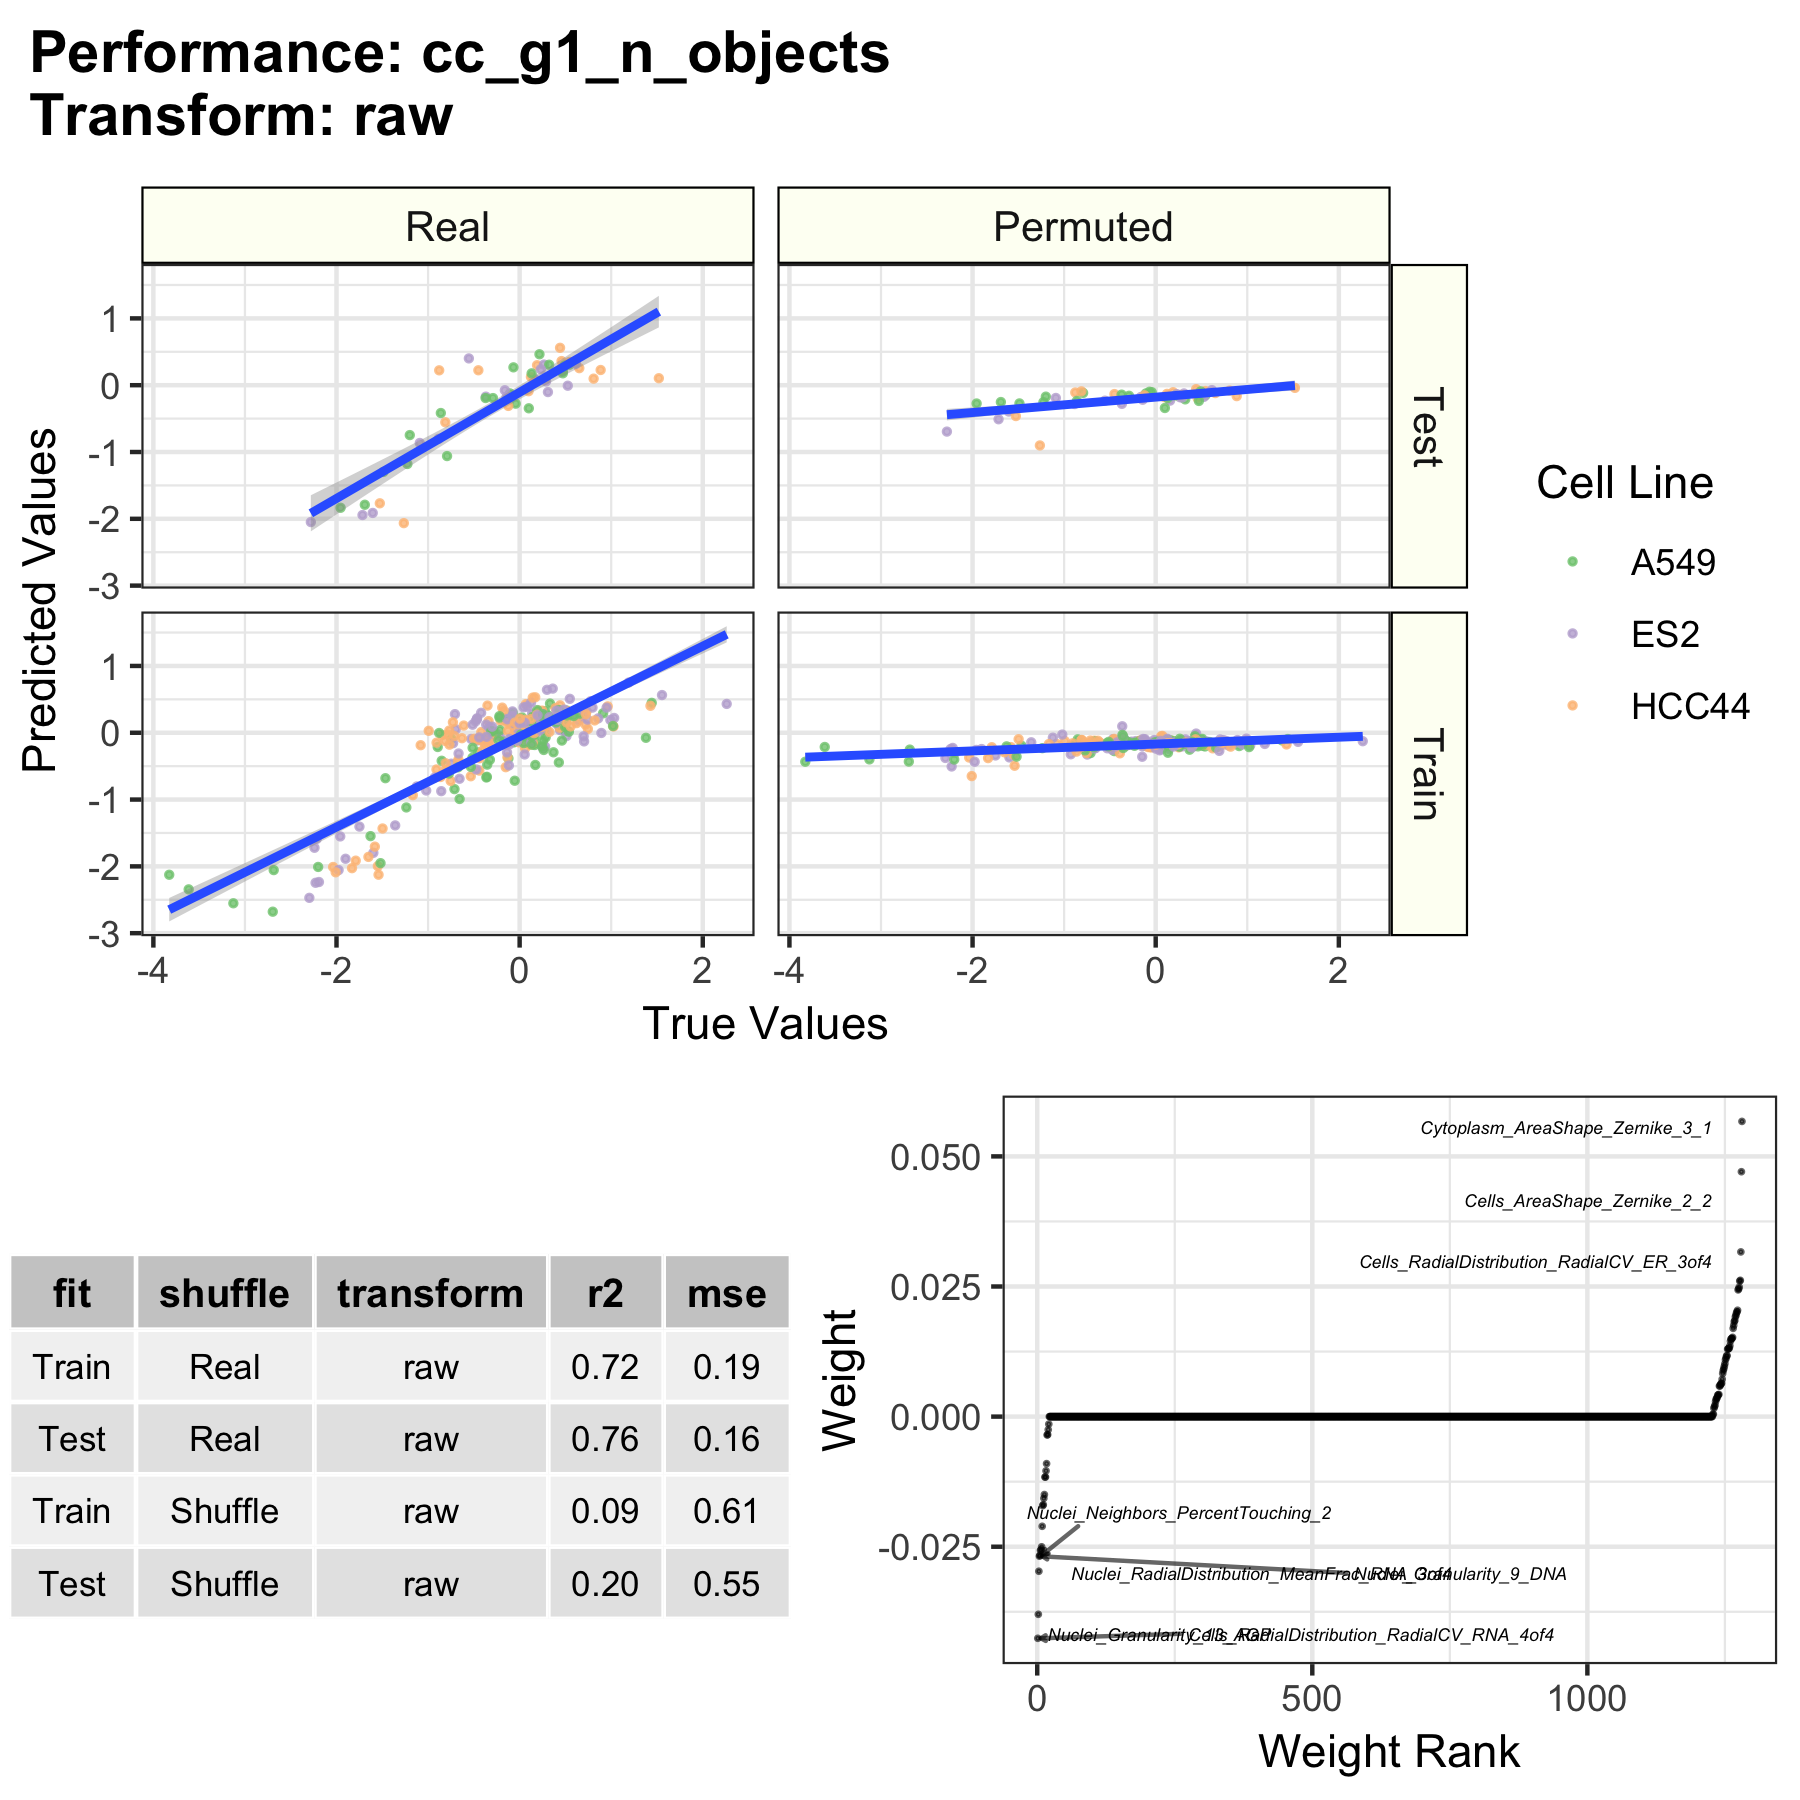 Performance: cc_g1_n_objects
Transform: raw
Real
Permuted
1
0
-1
-2
-3
Test
1
0
-1
-2
-3
Train
-4
-2
0
2
-4
-2
0
2
Predicted Values
True Values
Cell Line
A549
ES2
HCC44
fit shuffle transform r2 mse
Train Real raw 0.72 0.19
Test Real raw 0.76 0.16
Train Shuffle raw 0.09 0.61
Test Shuffle raw 0.20 0.55
Weight
0.050
0.025
0.000
-0.025
Cytoplasm_AreaShape_Zernike_3_1
Cells_AreaShape_Zernike_2_2
Cells_RadialDistribution_RadialCV_ER_3of4
Nuclei_Neighbors_PercentTouching_2
Nuclei_RadialDistribution_MeanFrac_RNA_3of4
Nuclei_Granularity_9_DNA
Nuclei_Granularity_13_AGP
Cells_RadialDistribution_RadialCV_RNA_4of4
0
500
1000
Weight Rank